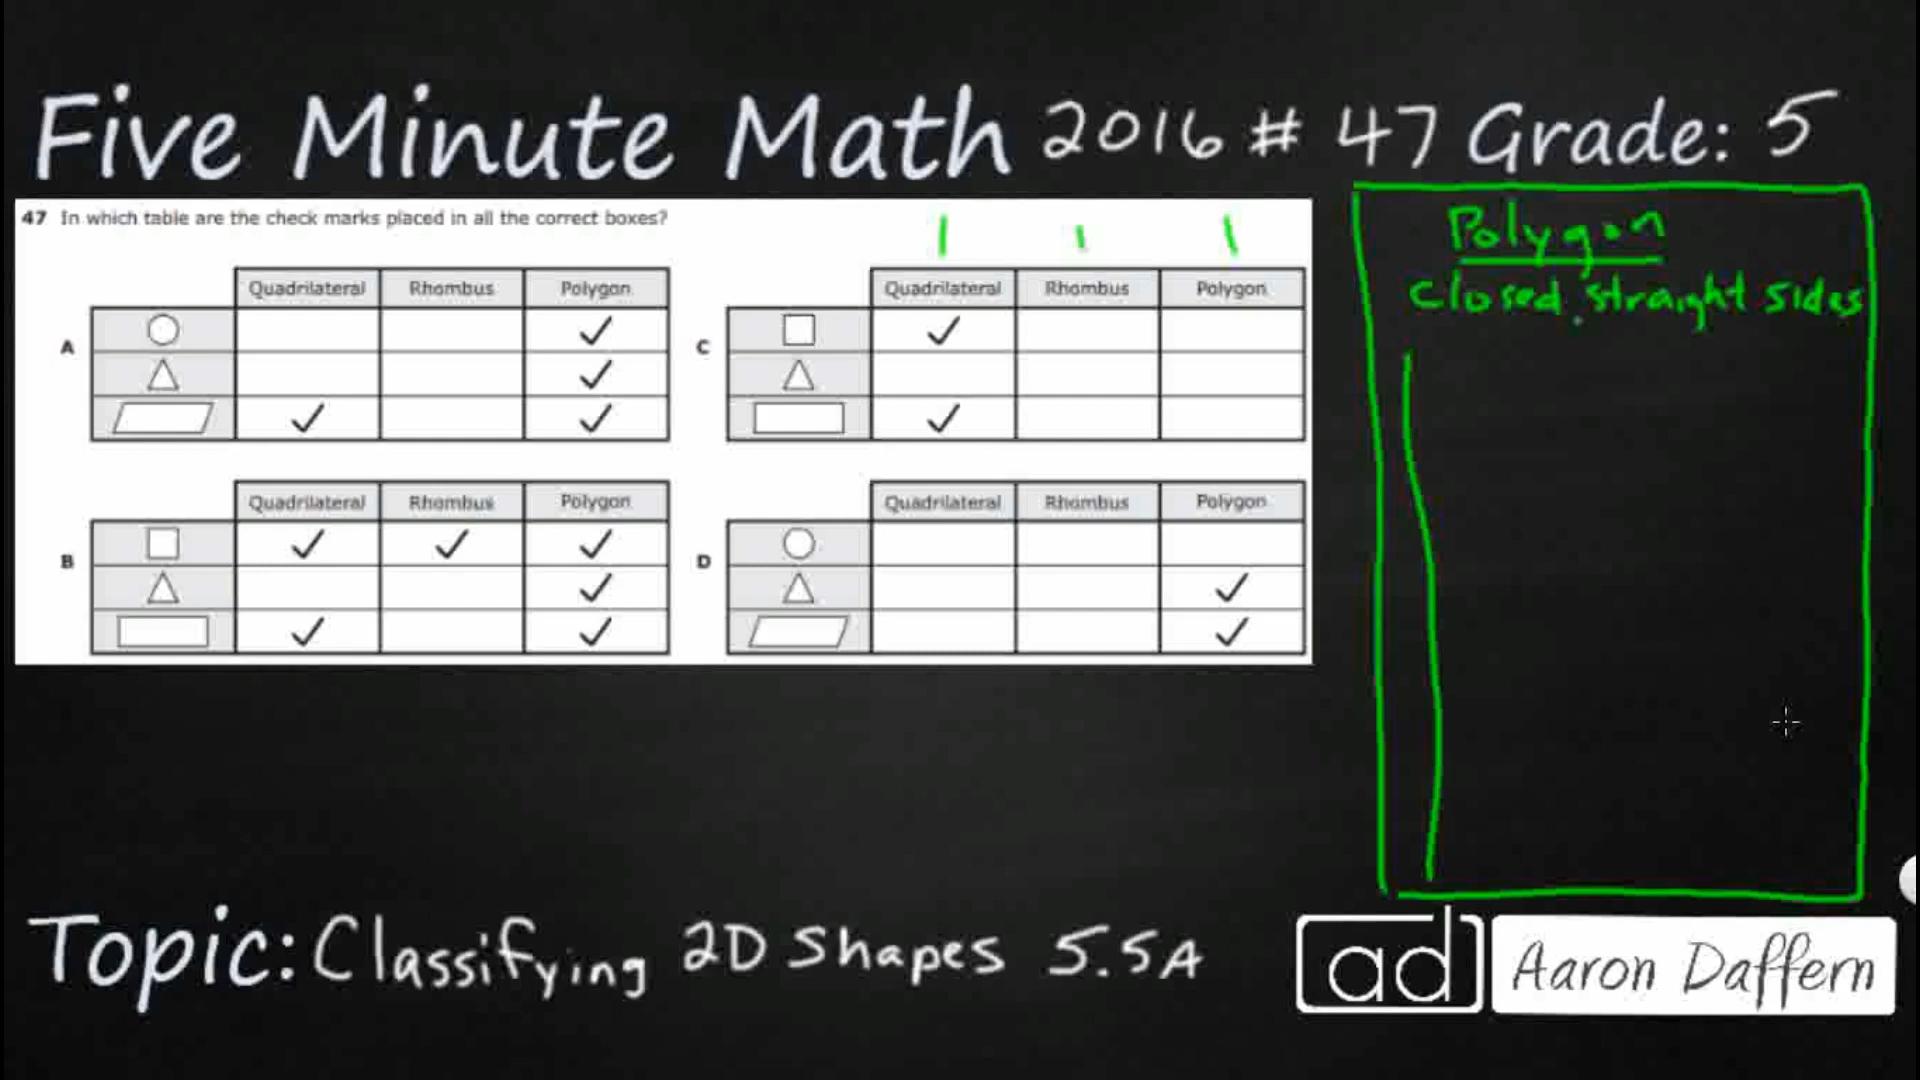 Five Minute Math 2016 # 47 Grade: 5
47 In which table are the check marks placed in all the correct boxes?
Quadrilateral Rhombus Polygon
A
Quadrilateral Rhombus Polygon
C
Quadrilateral Rhombus Polygon
B
Quadrilateral Rhombus Polygon
D
Polygon
Closed. straight sides
Topic: Classifying 2D Shapes 5.5A
ad Aaron Daffern